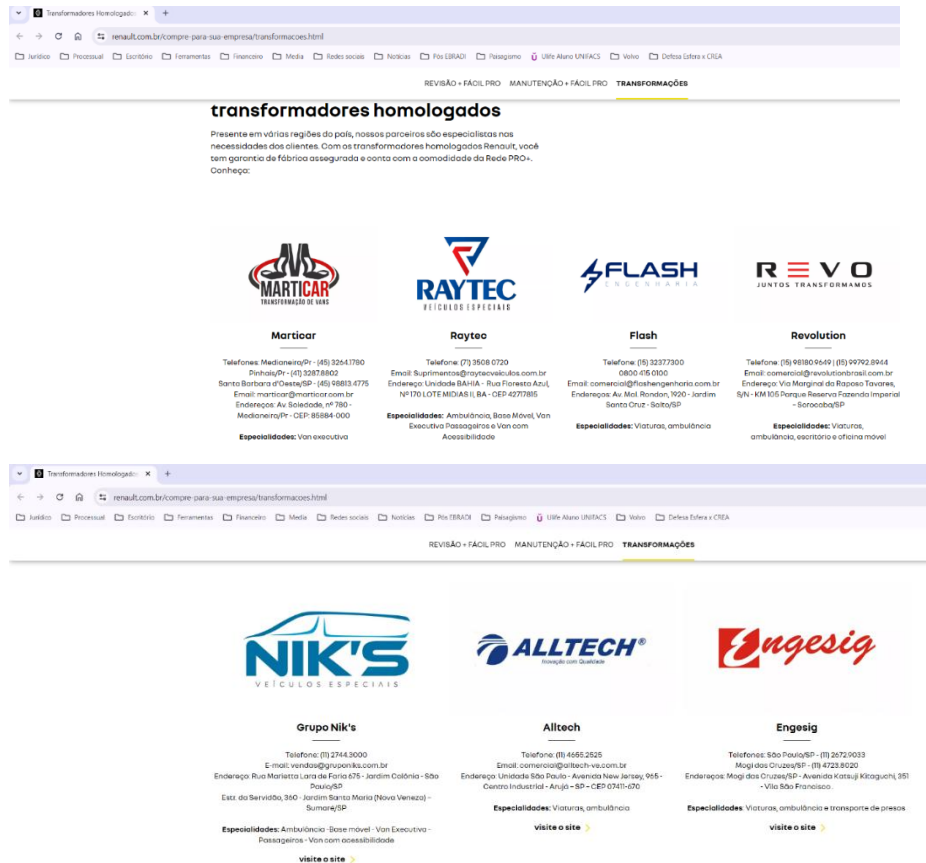 Transformadores Homologados
renault.com.br/compre-para-sua-empresa/transformacoes.html
Jurídico Processual Escritório Ferramentas Financeiro Media Redes sociais Notícias Pós EBRADI Paisagismo Ulife Aluno UNIFACS Volvo Defesa Esfera x CREA
REVISÃO + FÁCIL PRO MANUTENÇÃO + FÁCIL PRO TRANSFORMAÇÕES
transformadores homologados
Presente em várias regiões do país, nossos parceiros são especialistas nas
necessidades dos clientes. Com os transformadores homologados Renault, você
tem garantia de fábrica assegurada e conta com a comodidade da Rede PRO+.
Conheça:
MARTICAR
TRANSFORMAÇÃO DE VANS
Marticar
Telefones: Medianeira/Pr - (45) 3264.1780
Pinhais/Pr - (41) 3287.8802
Santa Barbara d'Oeste/SP - (45) 98813.4775
Email: marticar@marticar.com.br
Endereços: Av. Soledade, nº 780 -
Medianeira/Pr - CEP: 85884-000
Especialidades: Van executiva
RAYTEC
VEÍCULOS ESPECIAIS
Raytec
Telefone: (71) 3508 0720
Email: Suprimentos@raytecveiculos.com.br
Endereço: Unidade BAHIA - Rua Floresta Azul,
Nº 170 LOTE MIDIAS II, BA - CEP 42717815
Especialidades: Ambulância, Base Móvel, Van
Executiva Passageiros e Van com
Acessibilidade
FLASH
ENGENHARIA
Flash
Telefone: (15) 3237.7300
0800 415 0100
Email: comercial@flashengenharia.com.br
Endereços: Av. Mal. Rondon, 1920 - Jardim
Santa Cruz - Salto/SP
Especialidades: Viaturas, ambulância
REVO
JUNTOS TRANSFORMAMOS
Revolution
Telefone: (15) 98180.9649 | (15) 99792.8944
Email: comercial@revolutionbrasil.com.br
Endereço: Via Marginal da Raposo Tavares,
S/N - KM 105 Parque Reserva Fazenda Imperial
- Sorocaba/SP
Especialidades: Viaturas,
ambulância, escritório e oficina móvel
Transformadores Homologados
renault.com.br/compre-para-sua-empresa/transformacoes.html
Jurídico Processual Escritório Ferramentas Financeiro Media Redes sociais Notícias Pós EBRADI Paisagismo Ulife Aluno UNIFACS Volvo Defesa Esfera x CREA
REVISÃO + FÁCIL PRO MANUTENÇÃO + FÁCIL PRO TRANSFORMAÇÕES
NIK'S
VEÍCULOS ESPECIAIS
Grupo Nik's
Telefone: (11) 2744.3000
E-mail: vendas@gruponiks.com.br
Endereço: Rua Marietta Lara de Faria 675 - Jardim Colônia - São
Paulo/SP
Estr. da Servidão, 360 - Jardim Santa Maria (Nova Veneza) -
Sumaré/SP
Especialidades: Ambulância -Base móvel - Van Executiva -
Passageiros - Van com acessibilidade
visite o site >
ALLTECH®
Inovação com Qualidade
Alltech
Telefone: (11) 4655.2525
Email: comercial@alltech-ve.com.br
Endereço: Unidade São Paulo - Avenida New Jersey, 965 -
Centro Industrial - Arujá – SP – CEP 07411-670
Especialidades: Viaturas, ambulância
visite o site >
Engesig
Engesig
Telefones: São Paulo/SP - (11) 2672.9033
Mogi das Cruzes/SP - (11) 4723.8020
Endereços: Mogi das Cruzes/SP - Avenida Katsuji Kitaguchi, 351
- Vila São Francisco.
Especialidades: Viaturas, ambulância e transporte de presos
visite o site >